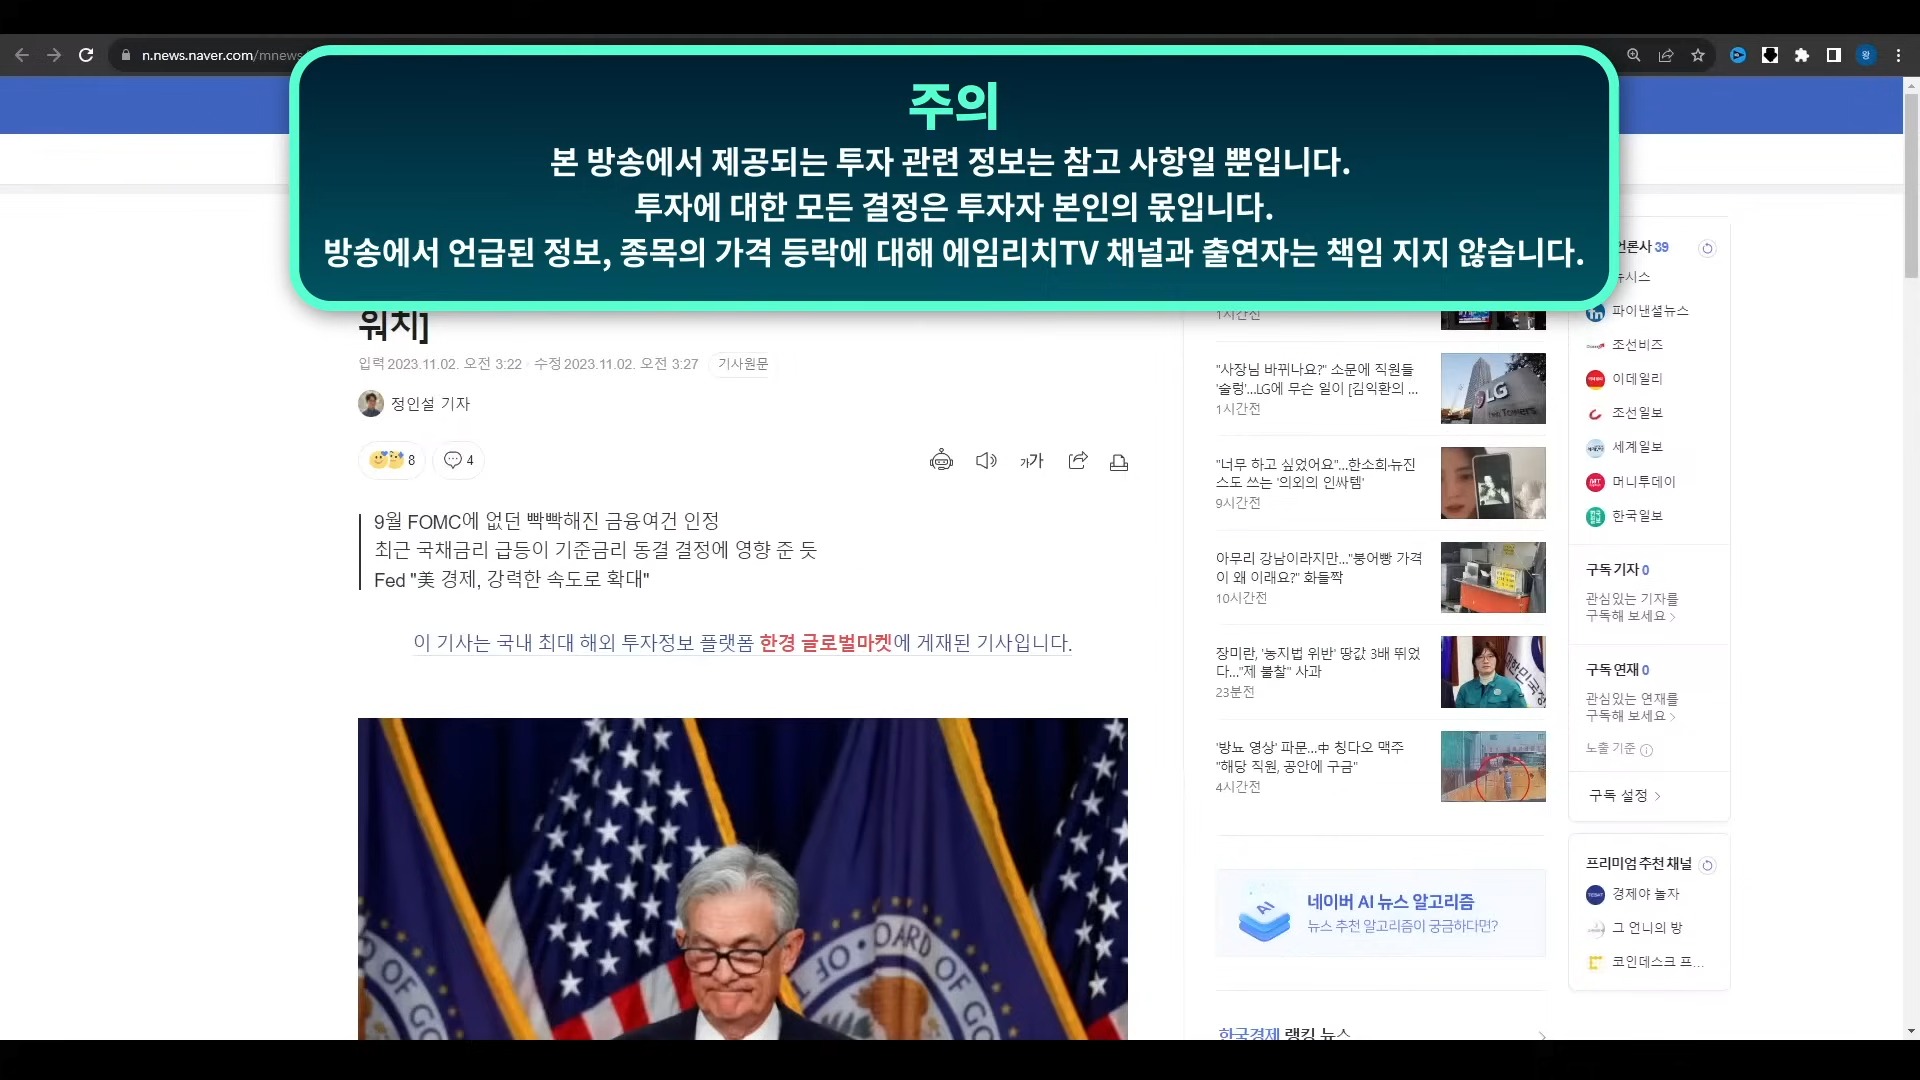 n.news.naver.com/mnews
주의
본 방송에서 제공되는 투자 관련 정보는 참고 사항일 뿐입니다.
투자에 대한 모든 결정은 투자자 본인의 몫입니다.
방송에서 언급된 정보, 종목의 가격 등락에 대해 에임리치TV 채널과 출연자는 책임 지지 않습니다.
워치]
입력 2023.11.02. 오전 3:22 · 수정 2023.11.02. 오전 3:27 기사원문
정인설 기자
8
4
가가
9월 FOMC에 없던 빡빡해진 금융여건 인정
최근 국채금리 급등이 기준금리 동결 결정에 영향 준 듯
Fed "美 경제, 강력한 속도로 확대"
이 기사는 국내 최대 해외 투자정보 플랫폼 한경 글로벌마켓에 게재된 기사입니다.
OARD OF GO
1시간전
"사장님 바뀌나요?" 소문에 직원들
'술렁'...LG에 무슨 일이 [김익환의 ...
1시간전
LG
"너무 하고 싶었어요"...한소희·뉴진
스도 쓰는 '의외의 인싸템'
9시간전
아무리 강남이라지만..."붕어빵 가격
이 왜 이래요?" 화들짝
10시간전
장미란, '농지법 위반' 땅값 3배 뛰었
다..."제 불찰" 사과
23분전
'방뇨 영상' 파문...中 칭다오 맥주
"해당 직원, 공안에 구금"
4시간전
AI
네이버 AI 뉴스 알고리즘
뉴스 추천 알고리즘이 궁금하다면?
한국경제 랭킹 뉴스
언론사 39
뉴시스
파이낸셜뉴스
조선비즈
이데일리
조선일보
세계일보
머니투데이
한국일보
구독 기자 0
관심있는 기자를
구독해 보세요
구독 연재 0
관심있는 연재를
구독해 보세요
노출 기준
구독 설정
프리미엄 추천 채널
경제야 놀자
그 언니의 방
코인데스크 프...